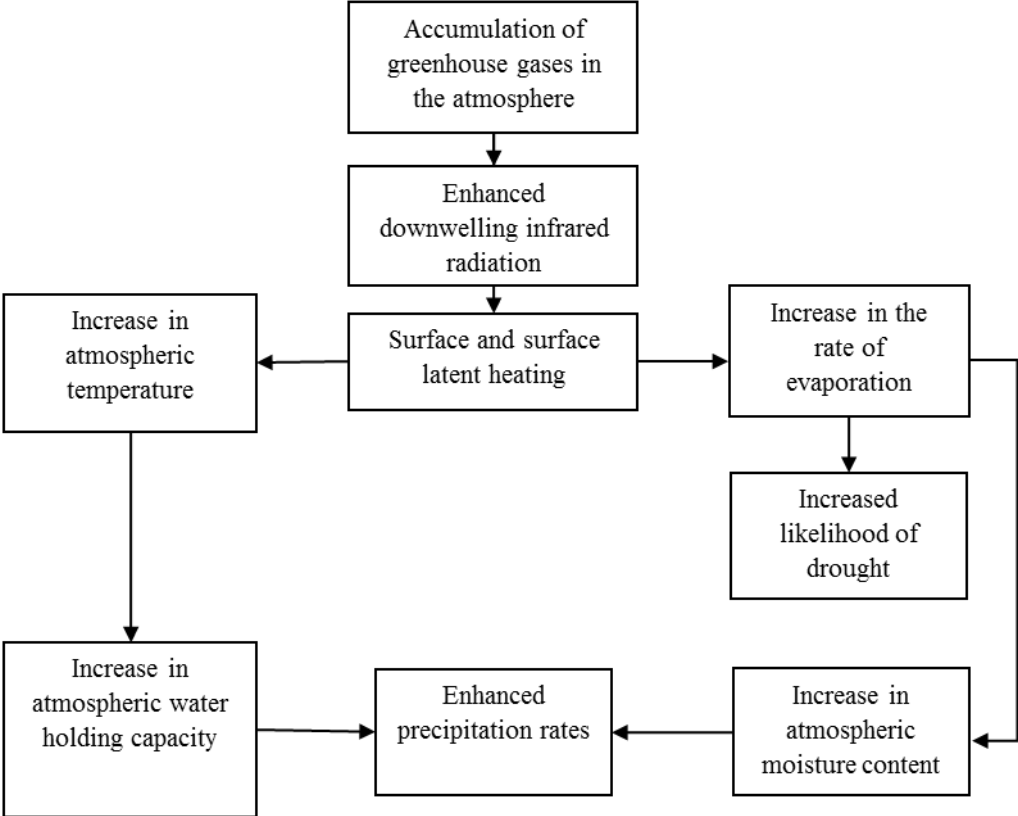 Accumulation of
greenhouse gases in
the atmosphere
Enhanced
downwelling infrared
radiation
Increase in
atmospheric
temperature
Surface and surface
latent heating
Increase in the
rate of
evaporation
Increased
likelihood of
drought
Increase in
atmospheric water
holding capacity
Enhanced
precipitation rates
Increase in
atmospheric
moisture content